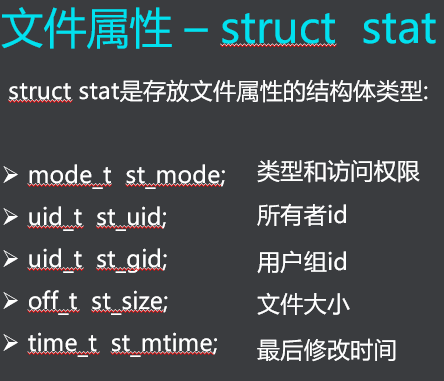 文件属性 – struct stat
struct stat是存放文件属性的结构体类型:
➢ mode_t st_mode; 类型和访问权限
➢ uid_t st_uid; 所有者id
➢ uid_t st_gid; 用户组id
➢ off_t st_size; 文件大小
➢ time_t st_mtime; 最后修改时间